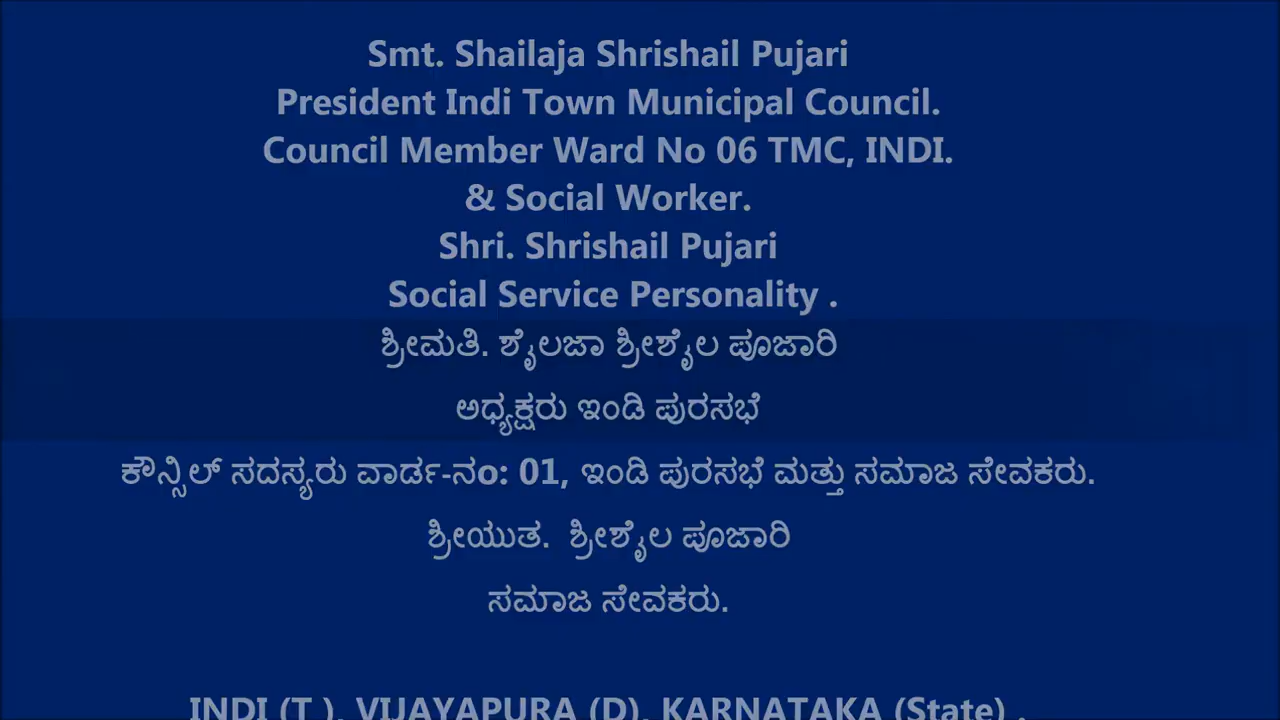 Smt. Shailaja Shrishail Pujari
President Indi Town Municipal Council.
Council Member Ward No 06 TMC, INDI.
& Social Worker.
Shri. Shrishail Pujari
Social Service Personality .
ಶ್ರೀಮತಿ. ಶೈಲಜಾ ಶ್ರೀಶೈಲ ಪೂಜಾರಿ
ಅಧ್ಯಕ್ಷರು ಇಂಡಿ ಪುರಸಭೆ
ಕೌನ್ಸಿಲ್ ಸದಸ್ಯರು ವಾರ್ಡ-ನo: 01, ಇಂಡಿ ಪುರಸಭೆ ಮತ್ತು ಸಮಾಜ ಸೇವಕರು.
ಶ್ರೀಯುತ. ಶ್ರೀಶೈಲ ಪೂಜಾರಿ
ಸಮಾಜ ಸೇವಕರು.
INDI (T ), VIJAYAPURA (D), KARNATAKA (State) .